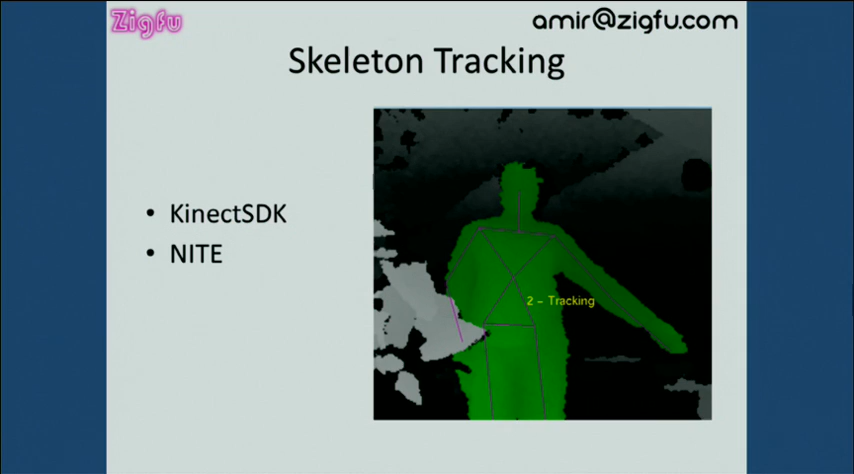 Zigfu
amir@zigfu.com
Skeleton Tracking
• KinectSDK
• NITE
2 - Tracking